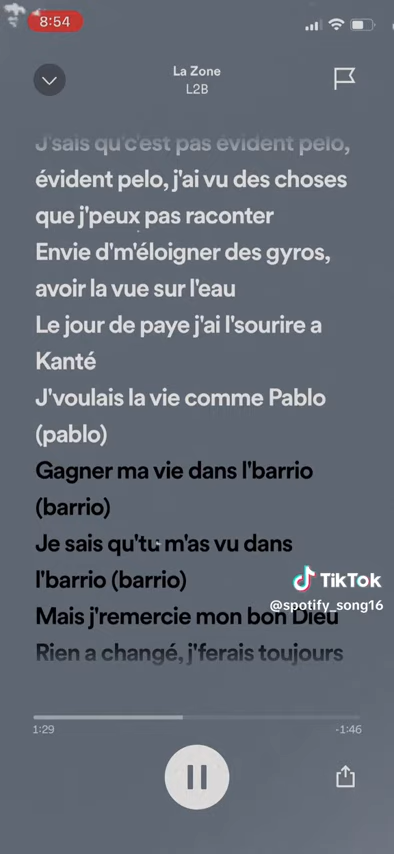 8:54
La Zone
L2B
J'sais qu'c'est pas évident pelo,
évident pelo, j'ai vu des choses
que j'peux pas raconter
Envie d'm'éloigner des gyros,
avoir la vue sur l'eau
Le jour de paye j'ai l'sourire a
Kanté
J'voulais la vie comme Pablo
(pablo)
Gagner ma vie dans l'barrio
(barrio)
Je sais qu'tu m'as vu dans
l'barrio (barrio)
TikTok
@spotify_song16
Mais j'remercie mon bon Dieu
Rien a changé, j'ferais toujours
1:29
-1:46